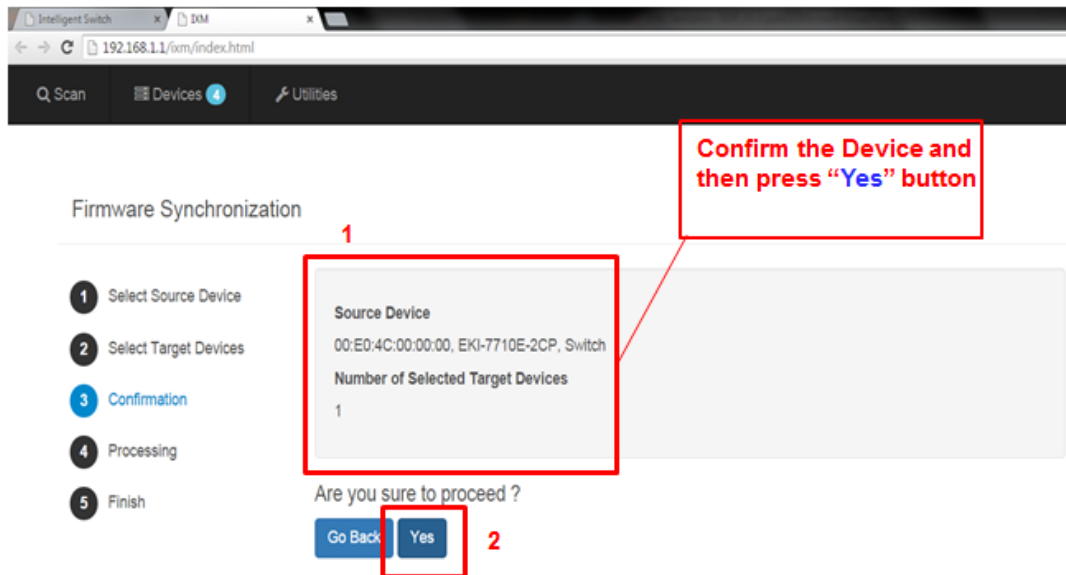 Intelligent Switch
IXM
192.168.1.1/ixm/index.html
Scan
Devices 4
Utilities
Confirm the Device and
then press “Yes” button
Firmware Synchronization
1
1 Select Source Device
2 Select Target Devices
3 Confirmation
4 Processing
5 Finish
Source Device
00:E0:4C:00:00:00, EKI-7710E-2CP, Switch
Number of Selected Target Devices
1
Are you sure to proceed ?
Go Back
Yes
2